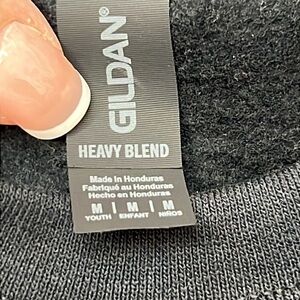 GILDAN®
HEAVY BLEND
Made in Honduras
Fabriqué au Honduras
Hecho en Honduras
M | M | M
YOUTH ENFANT NIÑOS